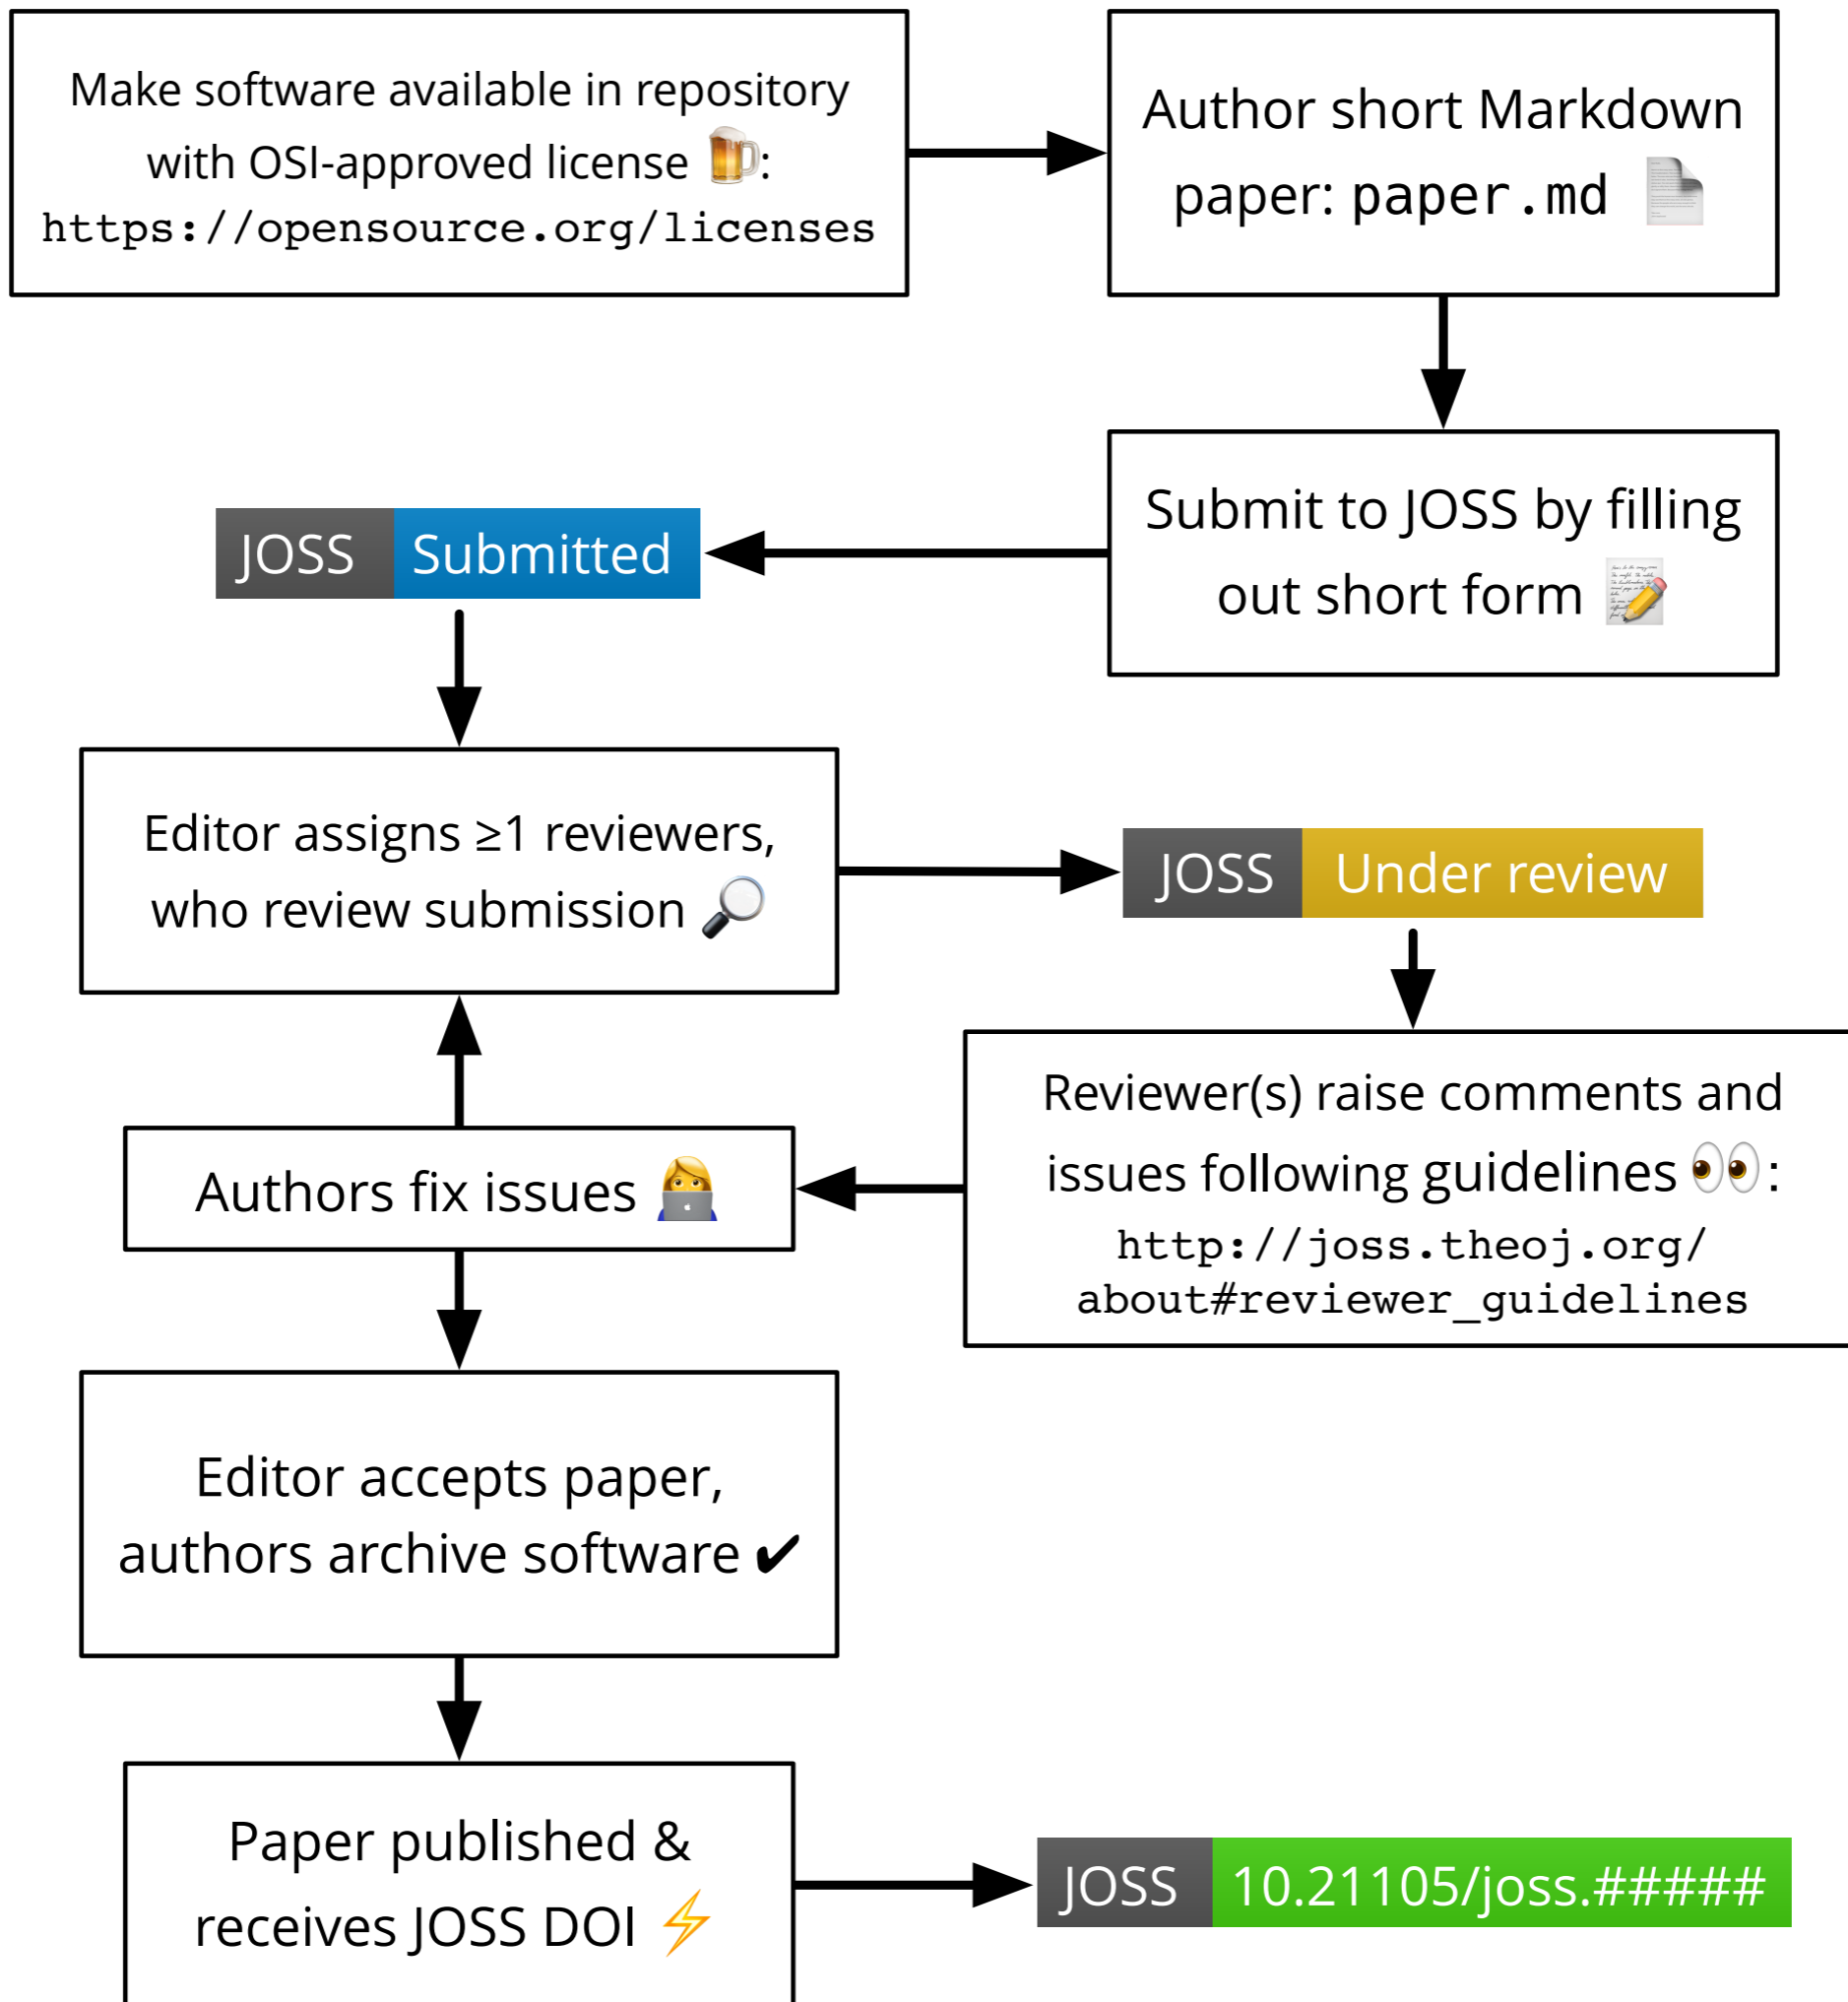 Make software available in repository
with OSI-approved license 🍺:
https://opensource.org/licenses
Author short Markdown
paper: paper.md
Submit to JOSS by filling
out short form
JOSS Submitted
Editor assigns ≥1 reviewers,
who review submission
JOSS Under review
Reviewer(s) raise comments and
issues following guidelines 👀:
http://joss.theoj.org/
about#reviewer_guidelines
Authors fix issues
Editor accepts paper,
authors archive software ✔
Paper published &
receives JOSS DOI ⚡
JOSS 10.21105/joss.#####